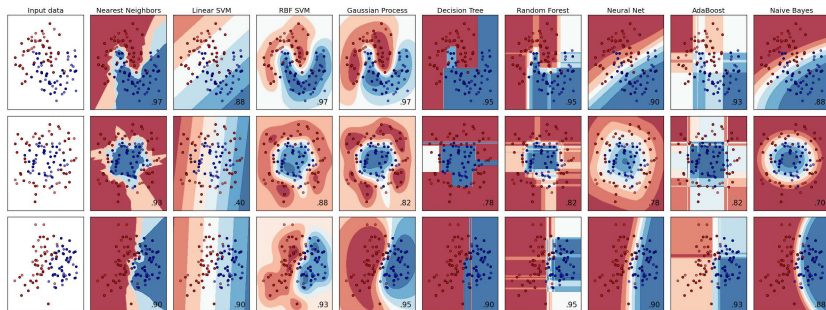 Input data Nearest Neighbors Linear SVM RBF SVM Gaussian Process Decision Tree Random Forest Neural Net AdaBoost Naive Bayes
.97 .88 .97 .97 .95 .95 .90 .93 .88
.93 .40 .88 .82 .78 .82 .78 .82 .70
.90 .90 .93 .95 .90 .95 .90 .93 .88